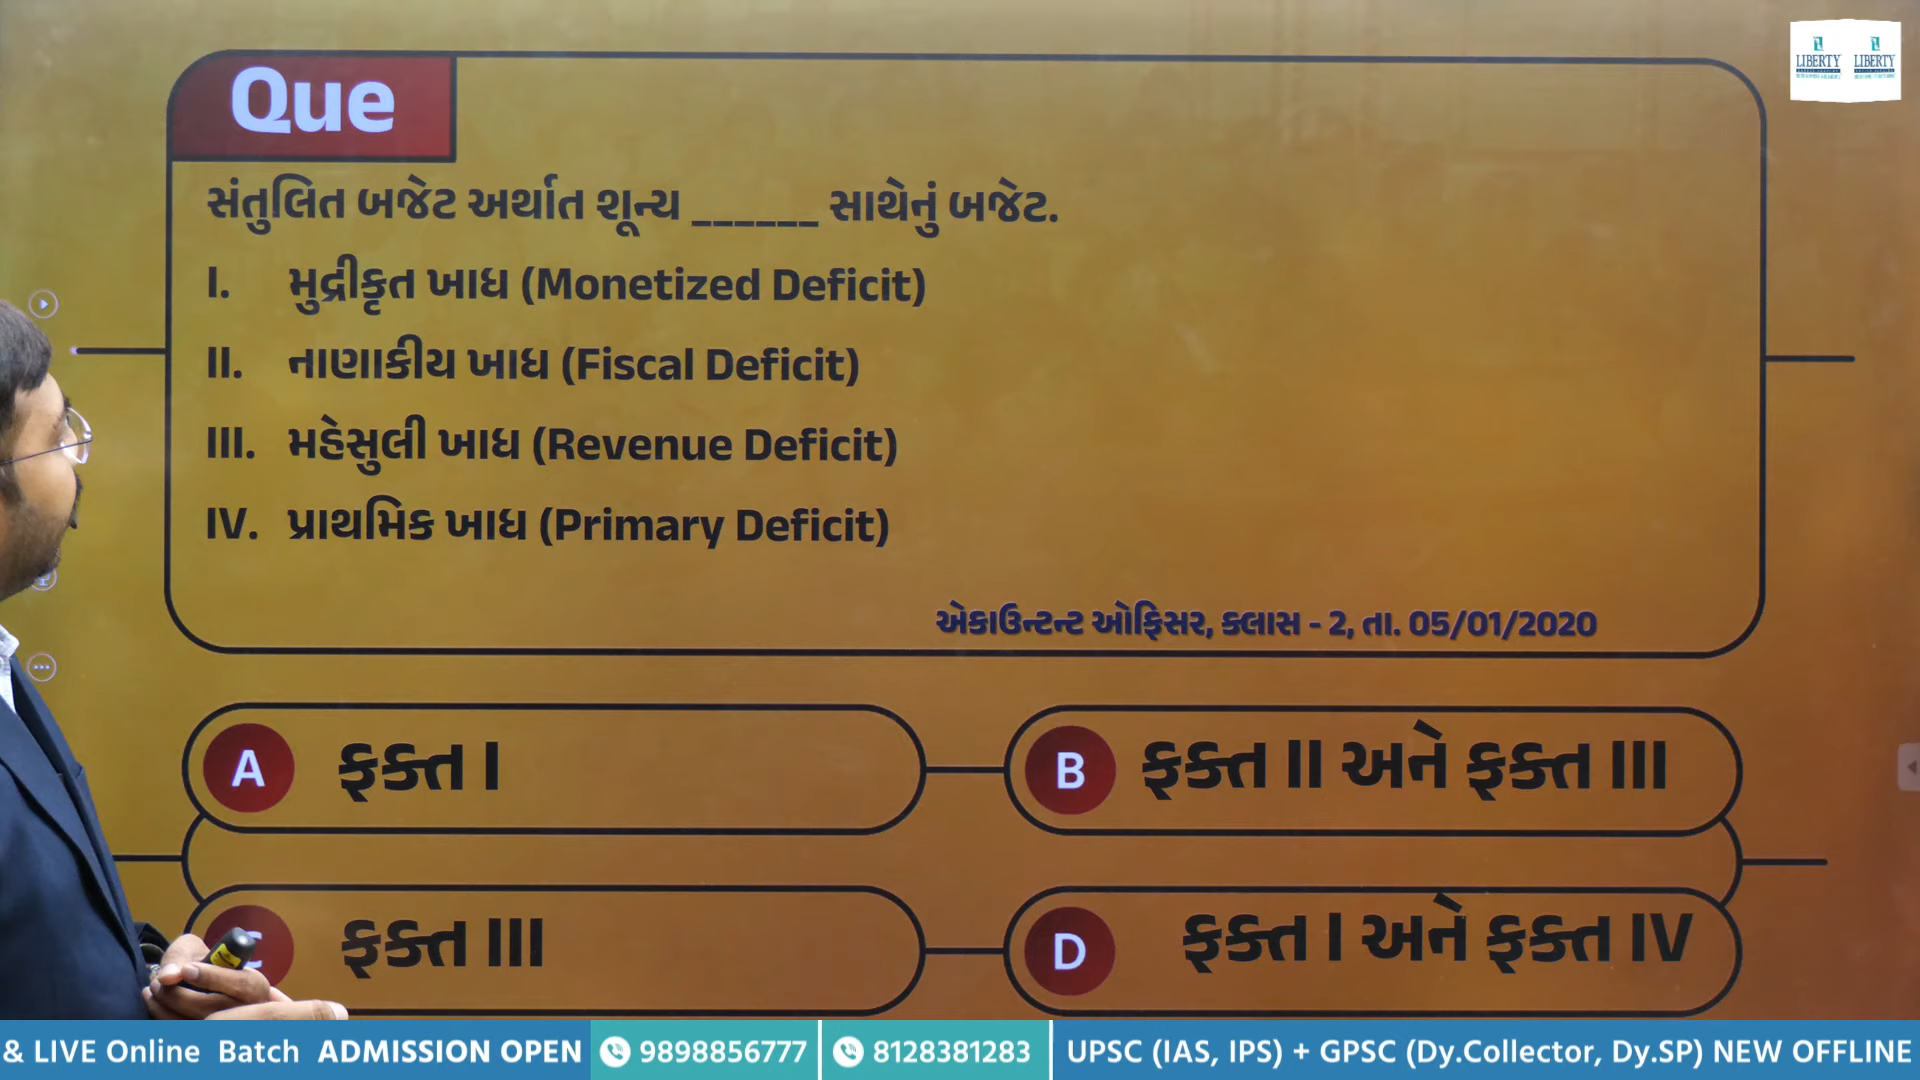 LIBERTY LIBERTY
Que
સંતુલિત બજેટ અર્થાત શૂન્ય ______ સાથેનું બજેટ.
I. મુદ્રીકૃત ખાધ (Monetized Deficit)
II. નાણાકીય ખાધ (Fiscal Deficit)
III. મહેસુલી ખાધ (Revenue Deficit)
IV. પ્રાથમિક ખાધ (Primary Deficit)
એકાઉન્ટન્ટ ઓફિસર, ક્લાસ - 2, તા. 05/01/2020
A ફક્ત I
B ફક્ત II અને ફક્ત III
C ફક્ત III
D ફક્ત I અને ફક્ત IV
& LIVE Online Batch ADMISSION OPEN 9898856777 8128381283 UPSC (IAS, IPS) + GPSC (Dy.Collector, Dy.SP) NEW OFFLINE